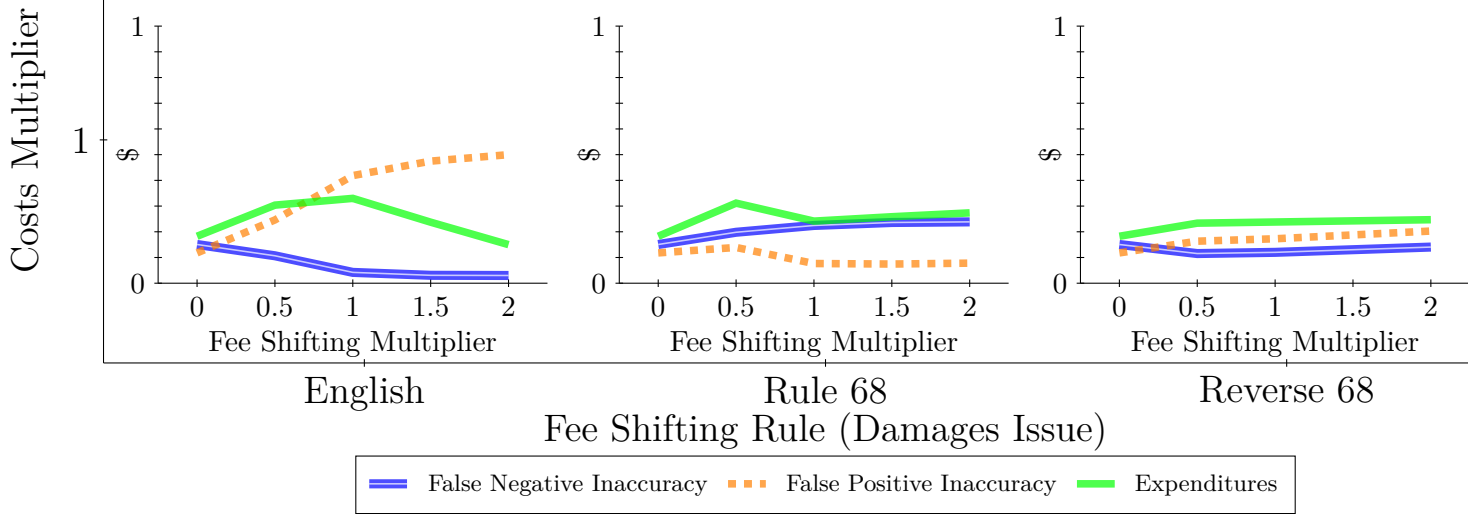 Costs Multiplier
1
1
$
0
0 0.5 1 1.5 2
Fee Shifting Multiplier
1
$
0
0 0.5 1 1.5 2
Fee Shifting Multiplier
1
$
0
0 0.5 1 1.5 2
Fee Shifting Multiplier
English Rule 68 Reverse 68
Fee Shifting Rule (Damages Issue)
False Negative Inaccuracy False Positive Inaccuracy Expenditures